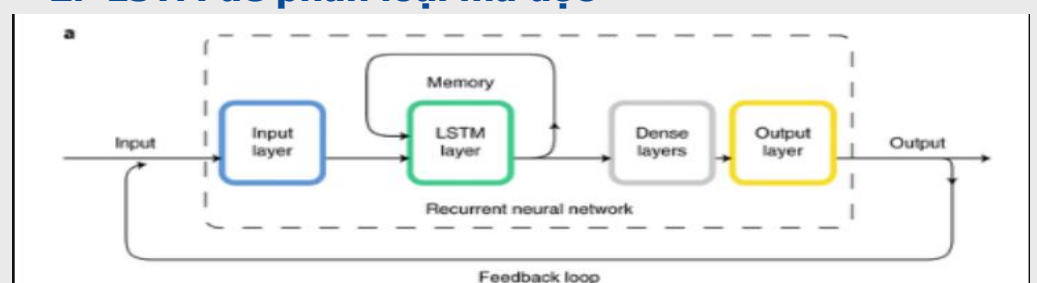 a
Memory
Input
Input
layer
LSTM
layer
Dense
layers
Output
layer
Output
Recurrent neural network
Feedback loop